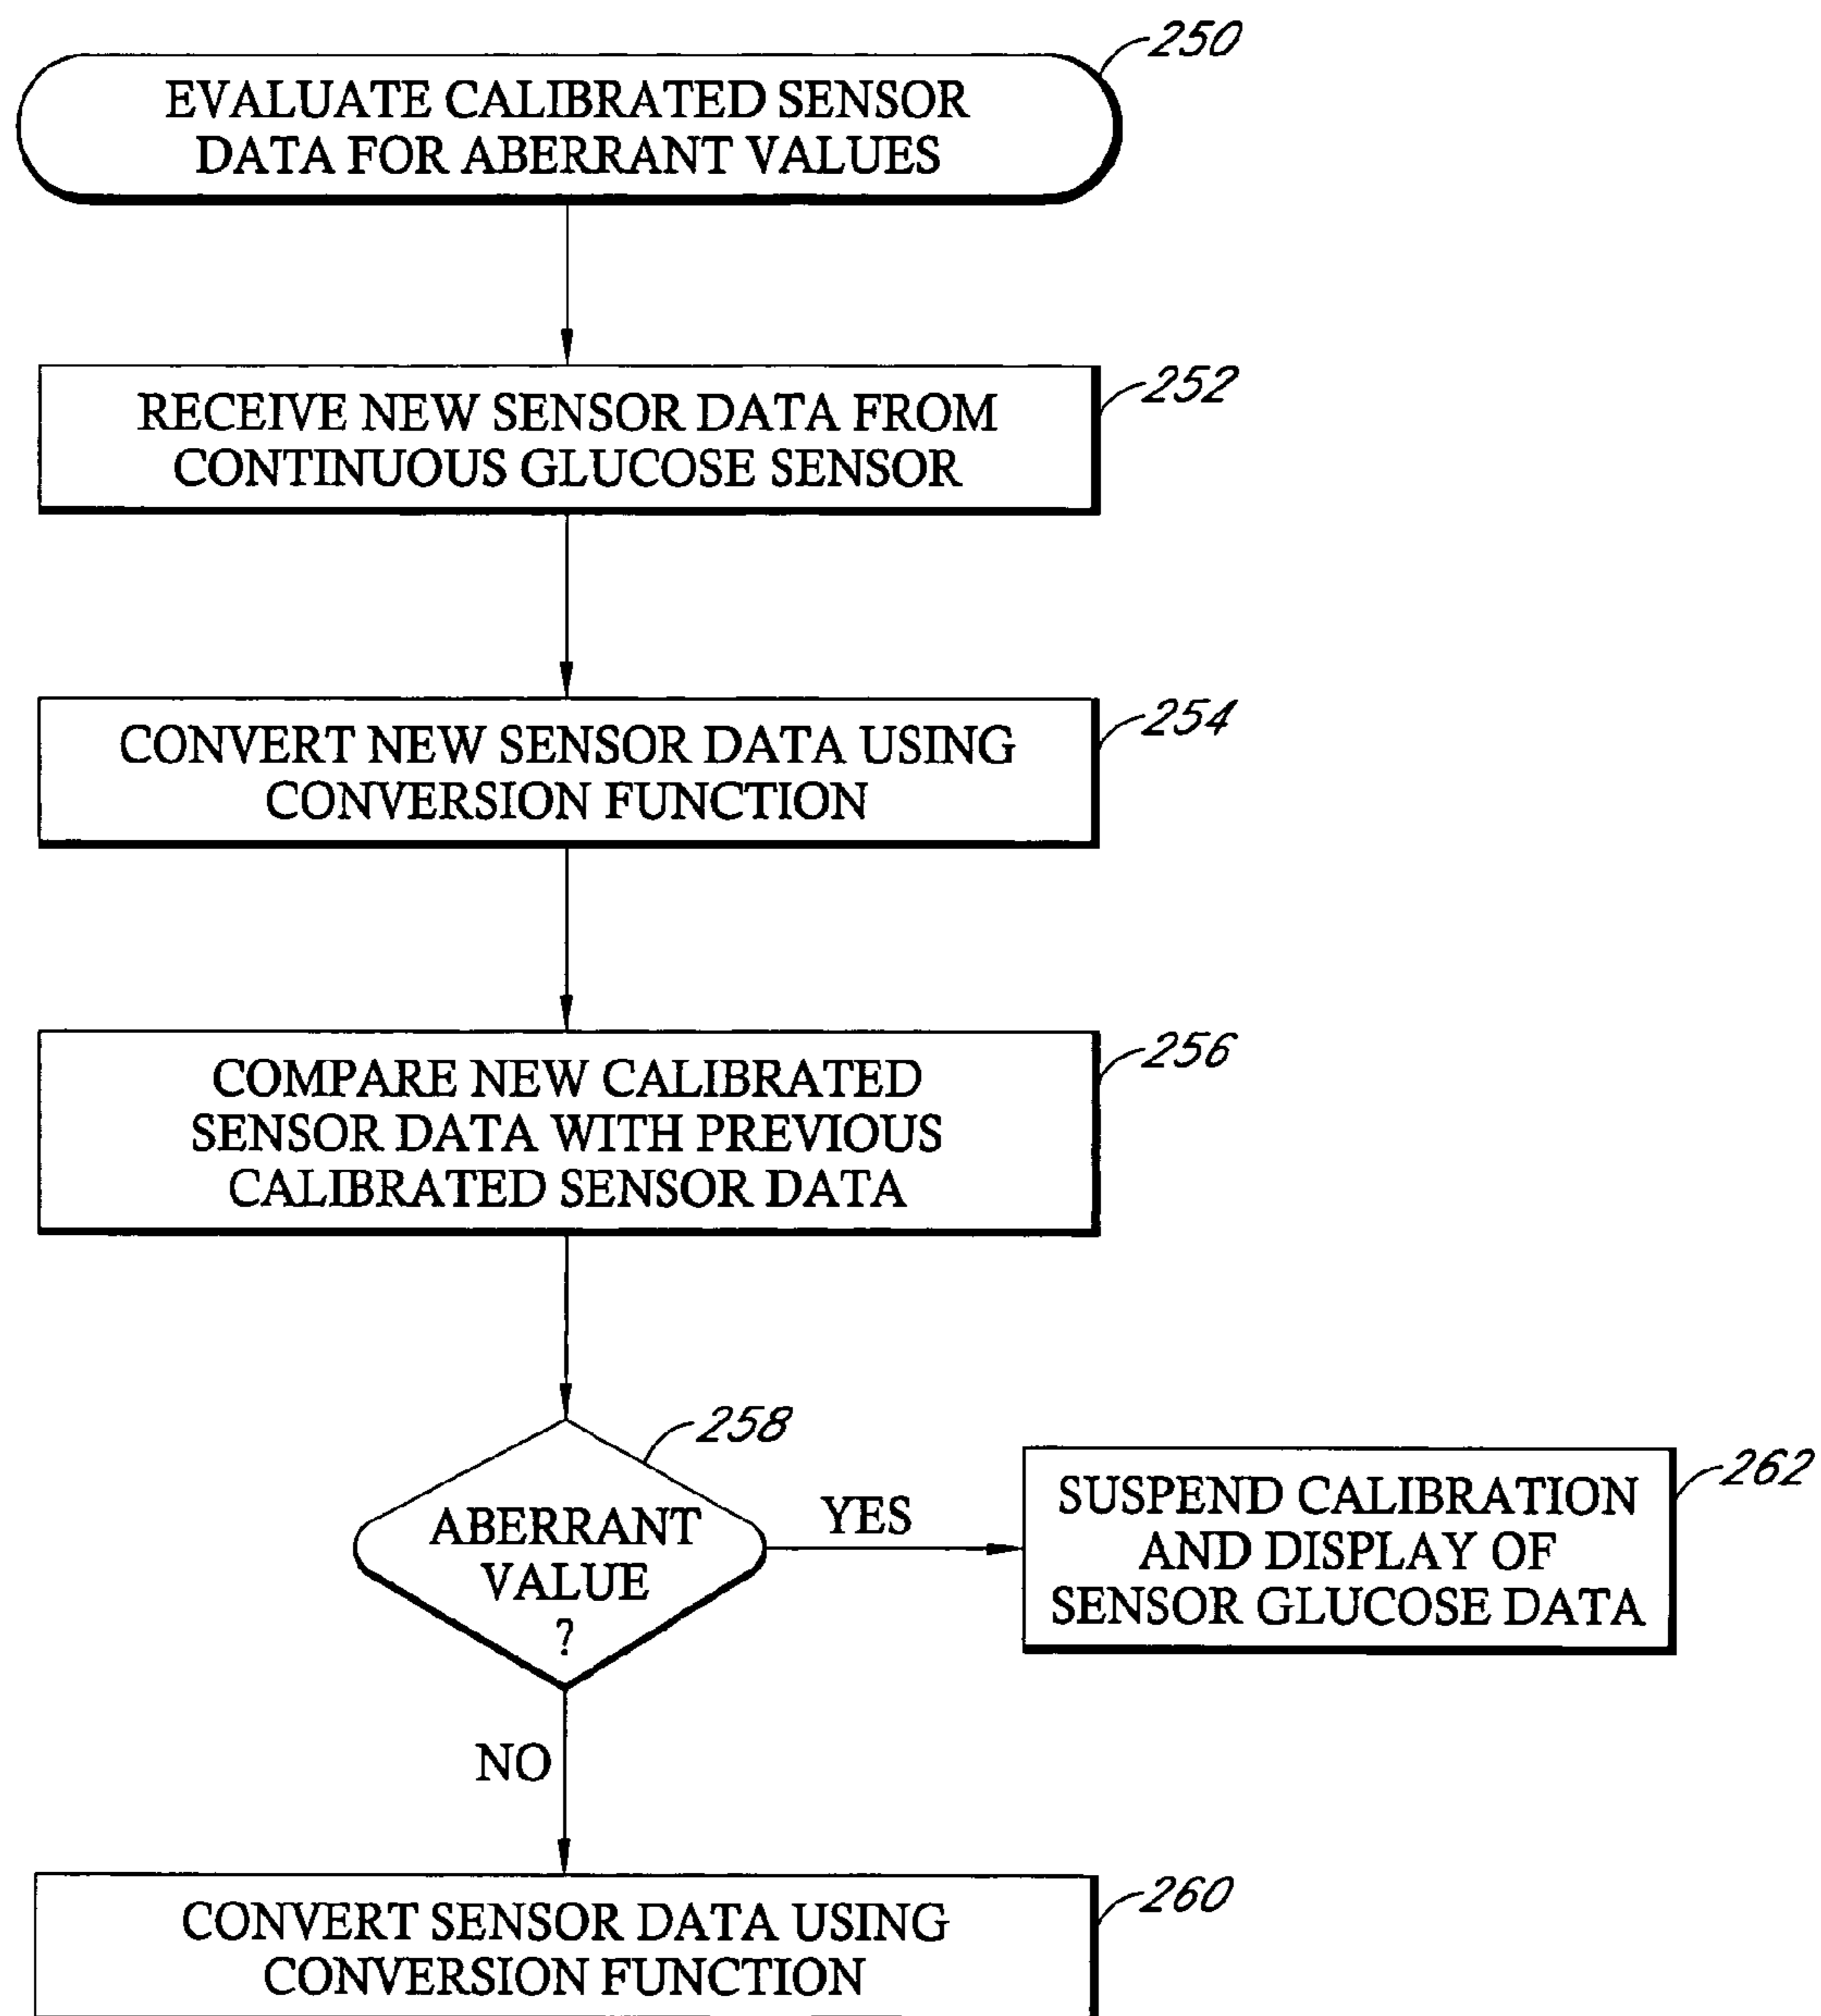 250
EVALUATE CALIBRATED SENSOR
DATA FOR ABERRANT VALUES
252
RECEIVE NEW SENSOR DATA FROM
CONTINUOUS GLUCOSE SENSOR
254
CONVERT NEW SENSOR DATA USING
CONVERSION FUNCTION
256
COMPARE NEW CALIBRATED
SENSOR DATA WITH PREVIOUS
CALIBRATED SENSOR DATA
258
ABERRANT
VALUE
?
YES
262
SUSPEND CALIBRATION
AND DISPLAY OF
SENSOR GLUCOSE DATA
NO
260
CONVERT SENSOR DATA USING
CONVERSION FUNCTION